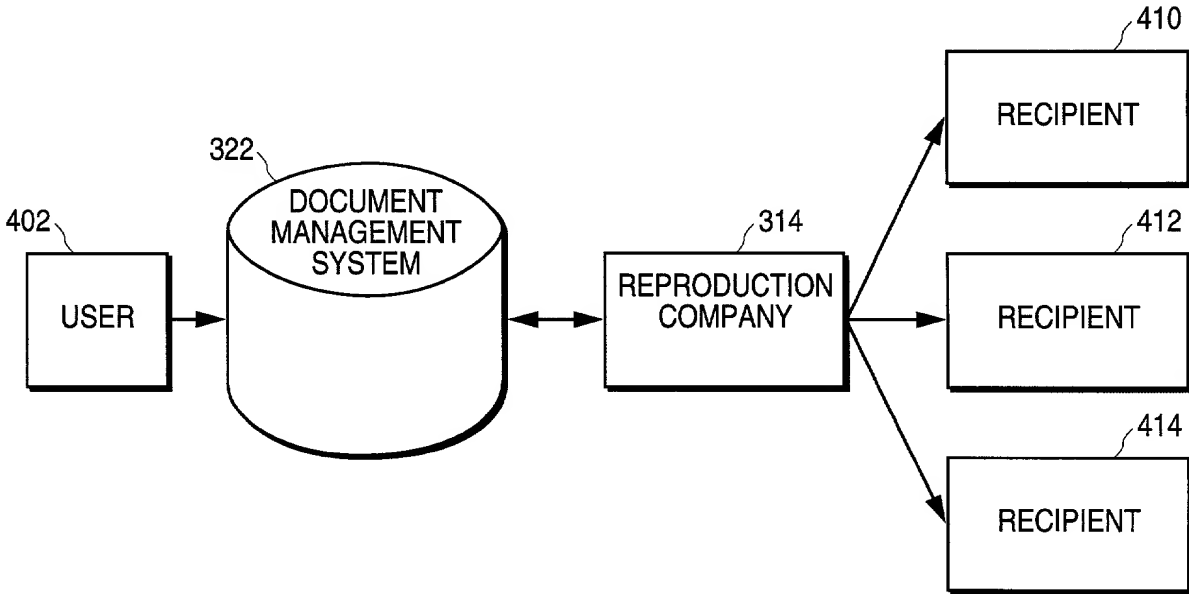 410
RECIPIENT
322
DOCUMENT
MANAGEMENT
SYSTEM
402
USER
314
REPRODUCTION
COMPANY
412
RECIPIENT
414
RECIPIENT